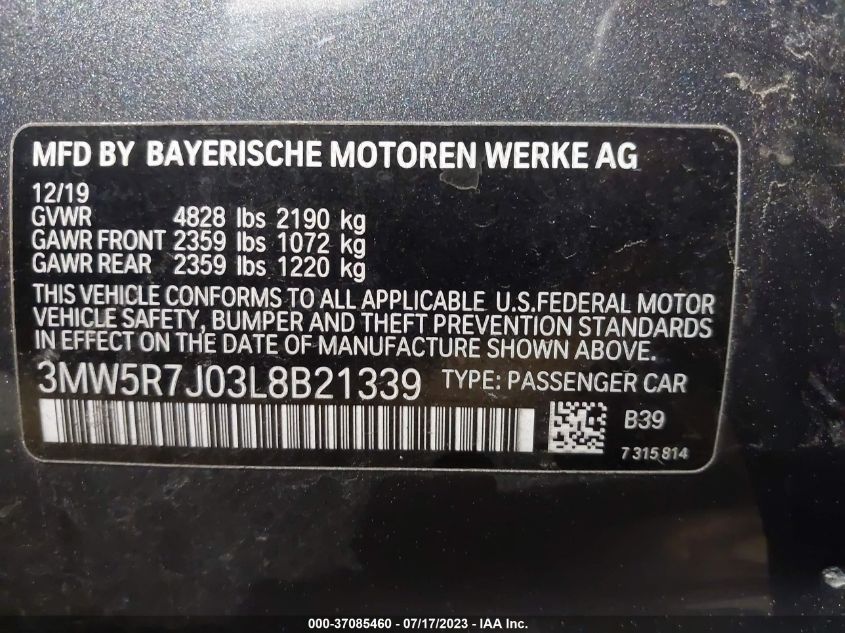 MFD BY BAYERISCHE MOTOREN WERKE AG
12/19
GVWR 4828 lbs 2190 kg
GAWR FRONT 2359 lbs 1072 kg
GAWR REAR 2359 lbs 1220 kg
THIS VEHICLE CONFORMS TO ALL APPLICABLE U.S.FEDERAL MOTOR
VEHICLE SAFETY, BUMPER AND THEFT PREVENTION STANDARDS
IN EFFECT ON THE DATE OF MANUFACTURE SHOWN ABOVE.
3MW5R7J03L8B21339 TYPE: PASSENGER CAR
B39
7 315 814
000-37085460 - 07/17/2023 - IAA Inc.